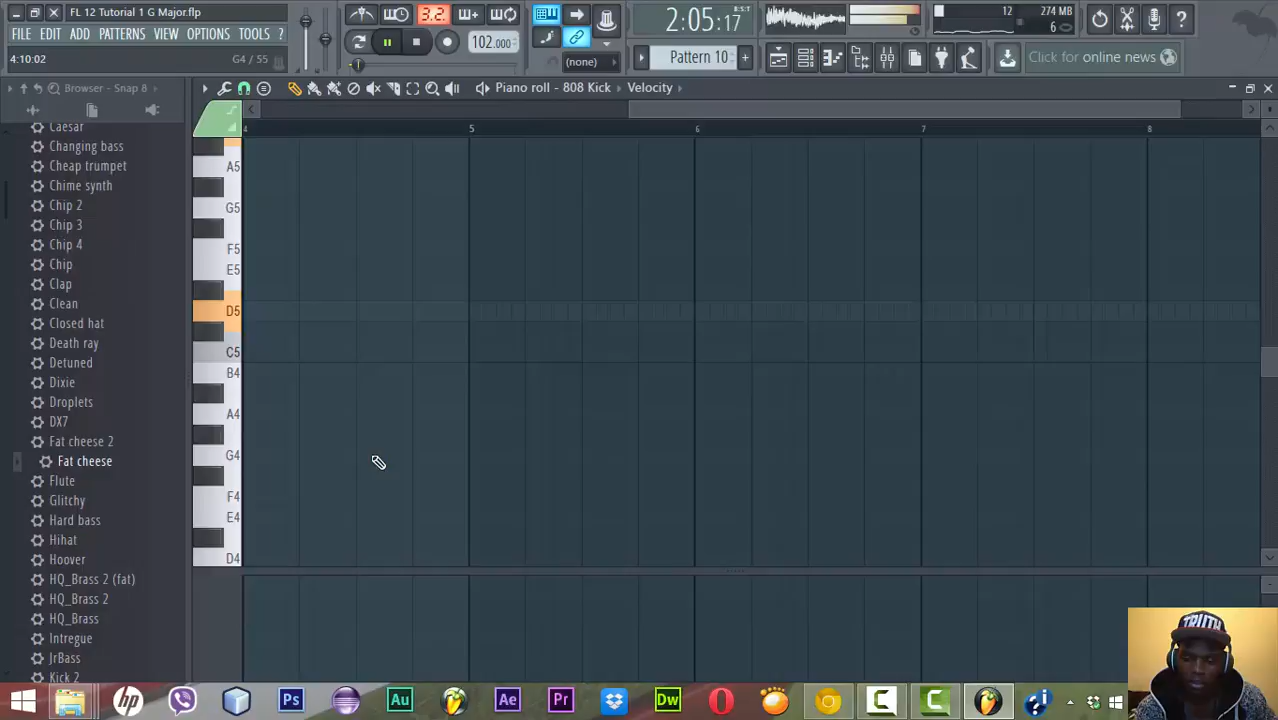 FL 12 Tutorial 1 G Major.flp
FILE EDIT ADD PATTERNS VIEW OPTIONS TOOLS ?
4:10:02 G4 / 55
3.2.
102.000
2:05:17
12 274 MB
6
(none)
Pattern 10
Click for online news
Browser - Snap 8
Piano roll - 808 Kick Velocity
4 5 6 7 8
Caesar
Changing bass
Cheap trumpet
Chime synth
Chip 2
Chip 3
Chip 4
Chip
Clap
Clean
Closed hat
Death ray
Detuned
Dixie
Droplets
DX7
Fat cheese 2
Fat cheese
Flute
Glitchy
Hard bass
Hihat
Hoover
HQ_Brass 2 (fat)
HQ_Brass 2
HQ_Brass
Intregue
JrBass
Kick 2
A5
G5
F5
E5
D5
C5
B4
A4
G4
F4
E4
D4
TRUTH
hp Ps Au Ae Pr Dw